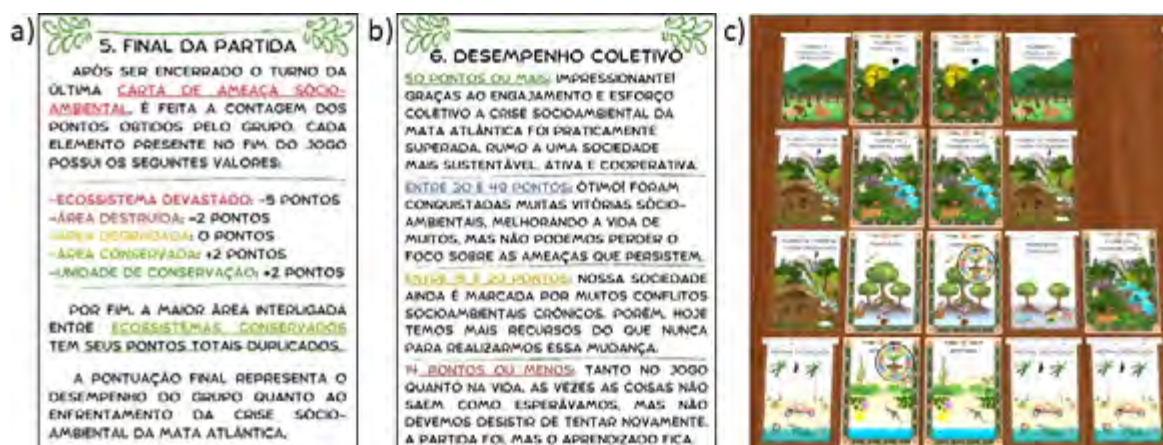 a)
5. FINAL DA PARTIDA
APÓS SER ENCERRADO O TURNO DA
ÚLTIMA CARTA DE AMEAÇA SÓCIO-
AMBIENTAL, É FEITA A CONTAGEM DOS
PONTOS OBTIDOS PELO GRUPO. CADA
ELEMENTO PRESENTE NO FIM DO JOGO
POSSUI OS SEGUINTES VALORES:
-ECOSSISTEMA DEVASTADO: -5 PONTOS
-ÁREA DESTRUÍDA: -2 PONTOS
-ÁREA DEGRADADA: 0 PONTOS
-ÁREA CONSERVADA: +2 PONTOS
-UNIDADE DE CONSERVAÇÃO: +2 PONTOS
POR FIM, A MAIOR ÁREA INTERLIGADA
ENTRE ECOSSISTEMAS CONSERVADOS
TEM SEUS PONTOS TOTAIS DUPLICADOS.
A PONTUAÇÃO FINAL REPRESENTA O
DESEMPENHO DO GRUPO QUANTO AO
ENFRENTAMENTO DA CRISE SÓCIO-
AMBIENTAL DA MATA ATLÂNTICA.
b)
6. DESEMPENHO COLETIVO
50 PONTOS OU MAIS: IMPRESSIONANTE!
GRAÇAS AO ENGAJAMENTO E ESFORÇO
COLETIVO A CRISE SOCIOAMBIENTAL DA
MATA ATLÂNTICA FOI PRATICAMENTE
SUPERADA, RUMO A UMA SOCIEDADE
MAIS SUSTENTÁVEL, ATIVA E COOPERATIVA.
ENTRE 30 E 49 PONTOS: ÓTIMO! FORAM
CONQUISTADAS MUITAS VITÓRIAS SÓCIO-
AMBIENTAIS, MELHORANDO A VIDA DE
MUITOS, MAS NÃO PODEMOS PERDER O
FOCO SOBRE AS AMEAÇAS QUE PERSISTEM.
ENTRE 15 E 29 PONTOS: NOSSA SOCIEDADE
AINDA É MARCADA POR MUITOS CONFLITOS
SOCIOAMBIENTAIS CRÔNICOS. PORÉM, HOJE
TEMOS MAIS RECURSOS DO QUE NUNCA
PARA REALIZARMOS ESSA MUDANÇA.
14 PONTOS OU MENOS: TANTO NO JOGO
QUANTO NA VIDA, AS VEZES AS COISAS NÃO
SAEM COMO ESPERÁVAMOS, MAS NÃO
DEVEMOS DESISTIR DE TENTAR NOVAMENTE.
A PARTIDA FOI, MAS O APRENDIZADO FICA.
c)